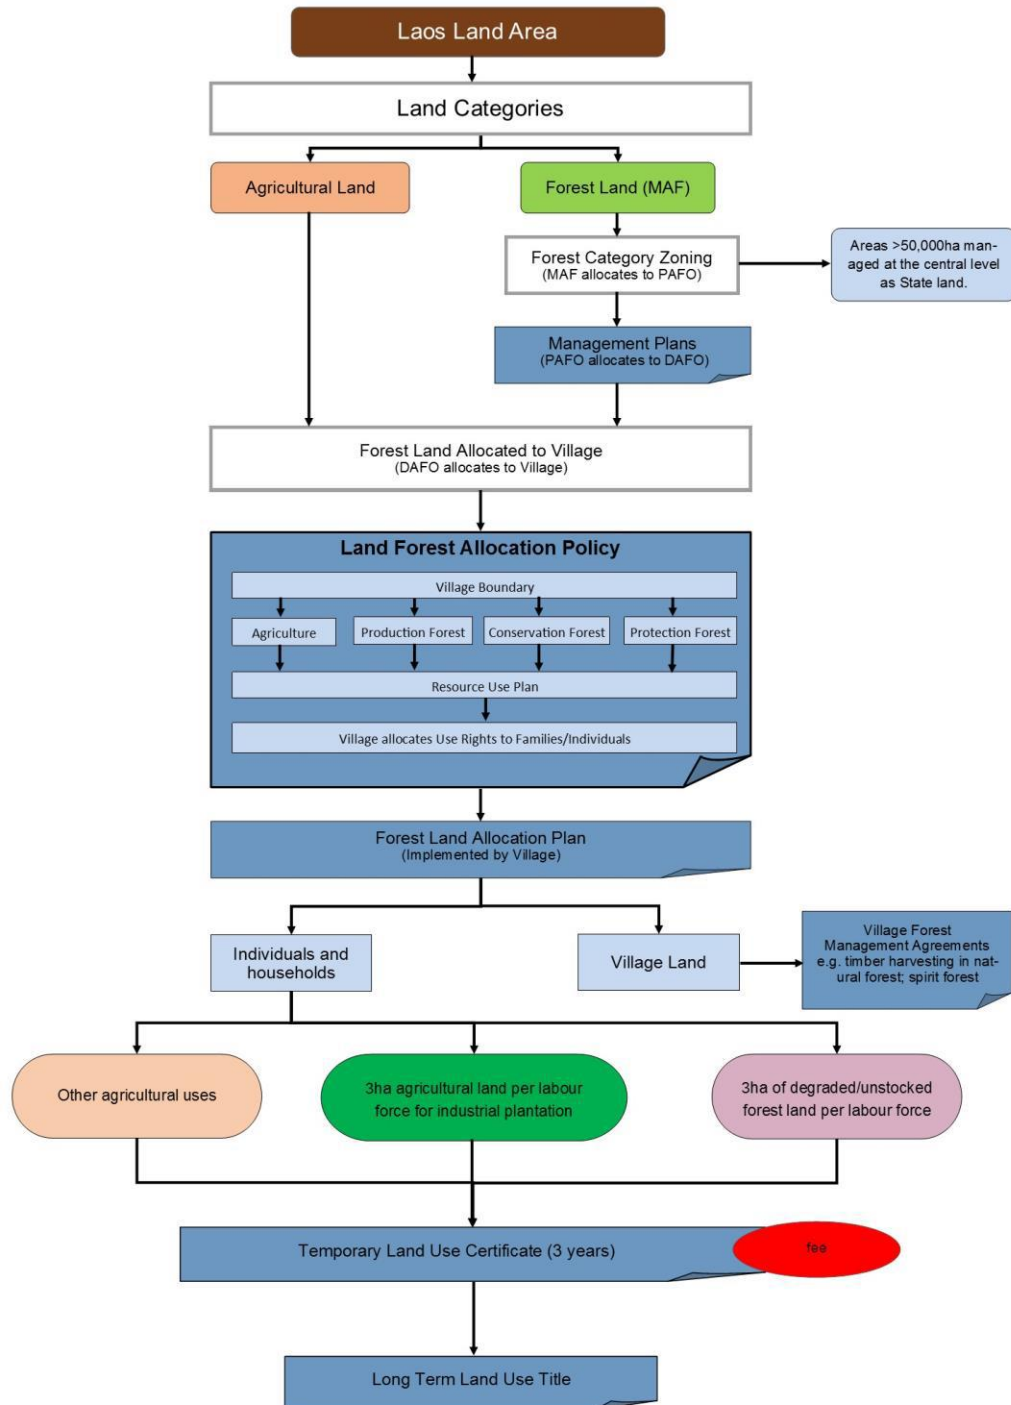 Laos Land Area
Land Categories
Agricultural Land
Forest Land (MAF)
Forest Category Zoning
(MAF allocates to PAFO)
Areas >50,000ha man-
aged at the central level
as State land.
Management Plans
(PAFO allocates to DAFO)
Forest Land Allocated to Village
(DAFO allocates to Village)
Land Forest Allocation Policy
Village Boundary
Agriculture
Production Forest
Conservation Forest
Protection Forest
Resource Use Plan
Village allocates Use Rights to Families/Individuals
Forest Land Allocation Plan
(Implemented by Village)
Individuals and
households
Village Land
Village Forest
Management Agreements
e.g. timber harvesting in nat-
ural forest; spirit forest
Other agricultural uses
3ha agricultural land per labour
force for industrial plantation
3ha of degraded/unstocked
forest land per labour force
Temporary Land Use Certificate (3 years)
fee
Long Term Land Use Title